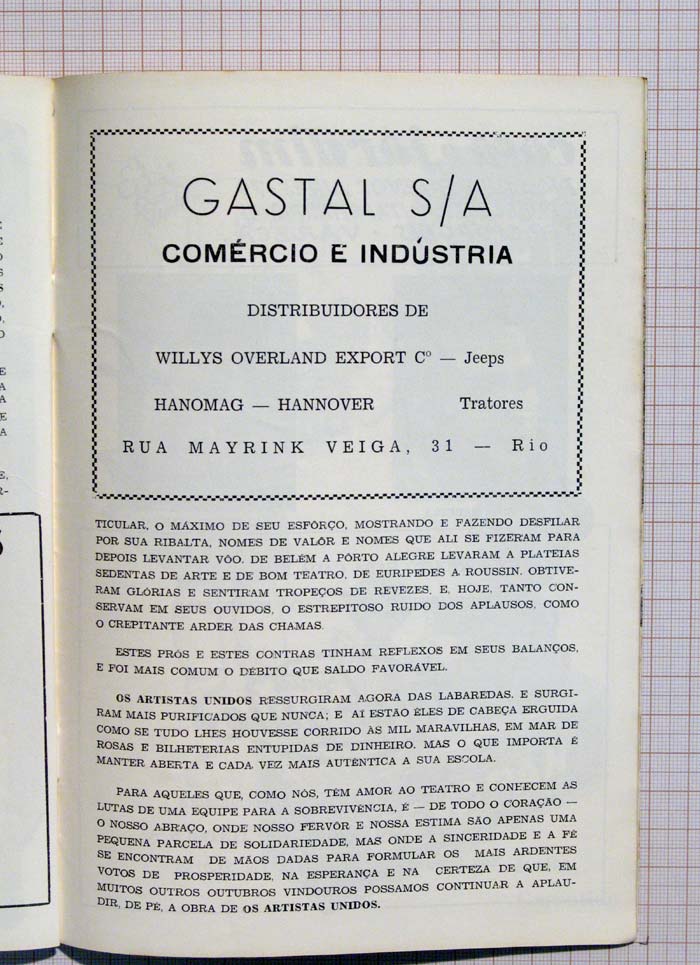 GASTAL S/A
COMÉRCIO E INDÚSTRIA
DISTRIBUIDORES DE
WILLYS OVERLAND EXPORT Cº — Jeeps
HANOMAG — HANNOVER Tratores
RUA MAYRINK VEIGA, 31 — Rio
TICULAR, O MÁXIMO DE SEU ESFÔRÇO, MOSTRANDO E FAZENDO DESFILAR
POR SUA RIBALTA, NOMES DE VALÔR E NOMES QUE ALI SE FIZERAM PARA
DEPOIS LEVANTAR VÔO. DE BELÉM A PÔRTO ALEGRE LEVARAM A PLATEIAS
SEDENTAS DE ARTE E DE BOM TEATRO, DE EURIPEDES A ROUSSIN. OBTIVE-
RAM GLÓRIAS E SENTIRAM TROPEÇOS DE REVEZES, E, HOJE, TANTO CON-
SERVAM EM SEUS OUVIDOS, O ESTREPITOSO RUIDO DOS APLAUSOS, COMO
O CREPITANTE ARDER DAS CHAMAS.
ESTES PRÓS E ESTES CONTRAS TINHAM REFLEXOS EM SEUS BALANÇOS,
E FOI MAIS COMUM O DÉBITO QUE SALDO FAVORÁVEL.
OS ARTISTAS UNIDOS RESSURGIRAM AGORA DAS LABAREDAS. E SURGI-
RAM MAIS PURIFICADOS QUE NUNCA; E AÍ ESTÃO ÊLES DE CABEÇA ERGUIDA
COMO SE TUDO LHES HOUVESSE CORRIDO ÀS MIL MARAVILHAS, EM MAR DE
ROSAS E BILHETERIAS ENTUPIDAS DE DINHEIRO. MAS O QUE IMPORTA É
MANTER ABERTA E CADA VEZ MAIS AUTÊNTICA A SUA ESCOLA.
PARA AQUELES QUE, COMO NÓS, TÊM AMOR AO TEATRO E CONHECEM AS
LUTAS DE UMA EQUIPE PARA A SOBREVIVÊNCIA, É — DE TODO O CORAÇÃO —
O NOSSO ABRAÇO, ONDE NOSSO FERVÔR E NOSSA ESTIMA SÃO APENAS UMA
PEQUENA PARCELA DE SOLIDARIEDADE, MAS ONDE A SINCERIDADE E A FÉ
SE ENCONTRAM DE MÃOS DADAS PARA FORMULAR OS MAIS ARDENTES
VOTOS DE PROSPERIDADE, NA ESPERANÇA E NA CERTEZA DE QUE, EM
MUITOS OUTROS OUTUBROS VINDOUROS POSSAMOS CONTINUAR A APLAU-
DIR, DE PÉ, A OBRA DE OS ARTISTAS UNIDOS.